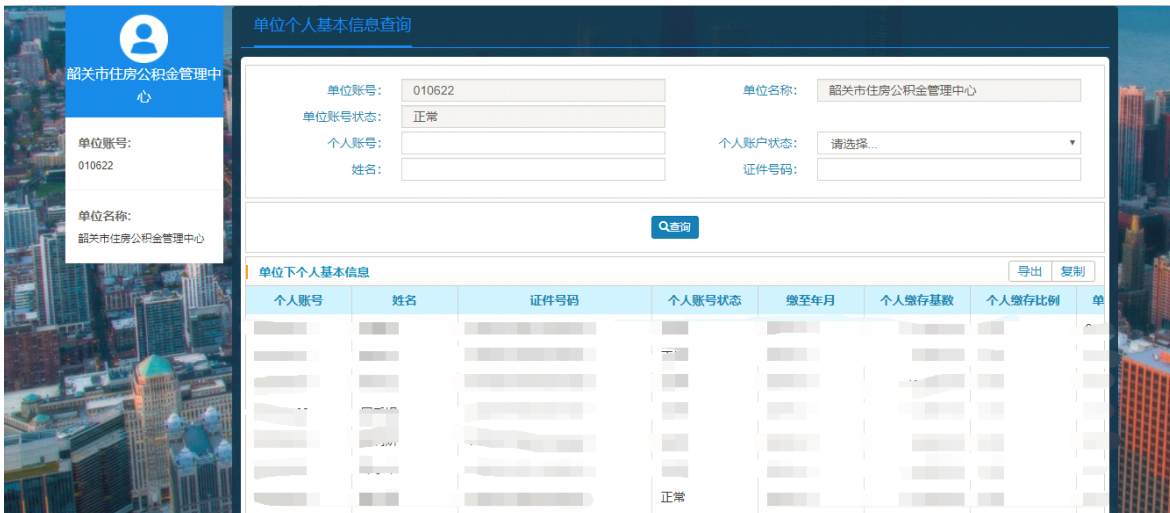 韶关市住房公积金管理中
心
单位账号：
010622
单位名称：
韶关市住房公积金管理中心
单位个人基本信息查询
单位账号： 010622 单位名称： 韶关市住房公积金管理中心
单位账号状态： 正常
个人账号： 个人账户状态： 请选择...
姓名： 证件号码：
查询
单位下个人基本信息 导出 复制
个人账号 姓名 证件号码 个人账号状态 缴至年月 个人缴存基数 个人缴存比例 单
正常